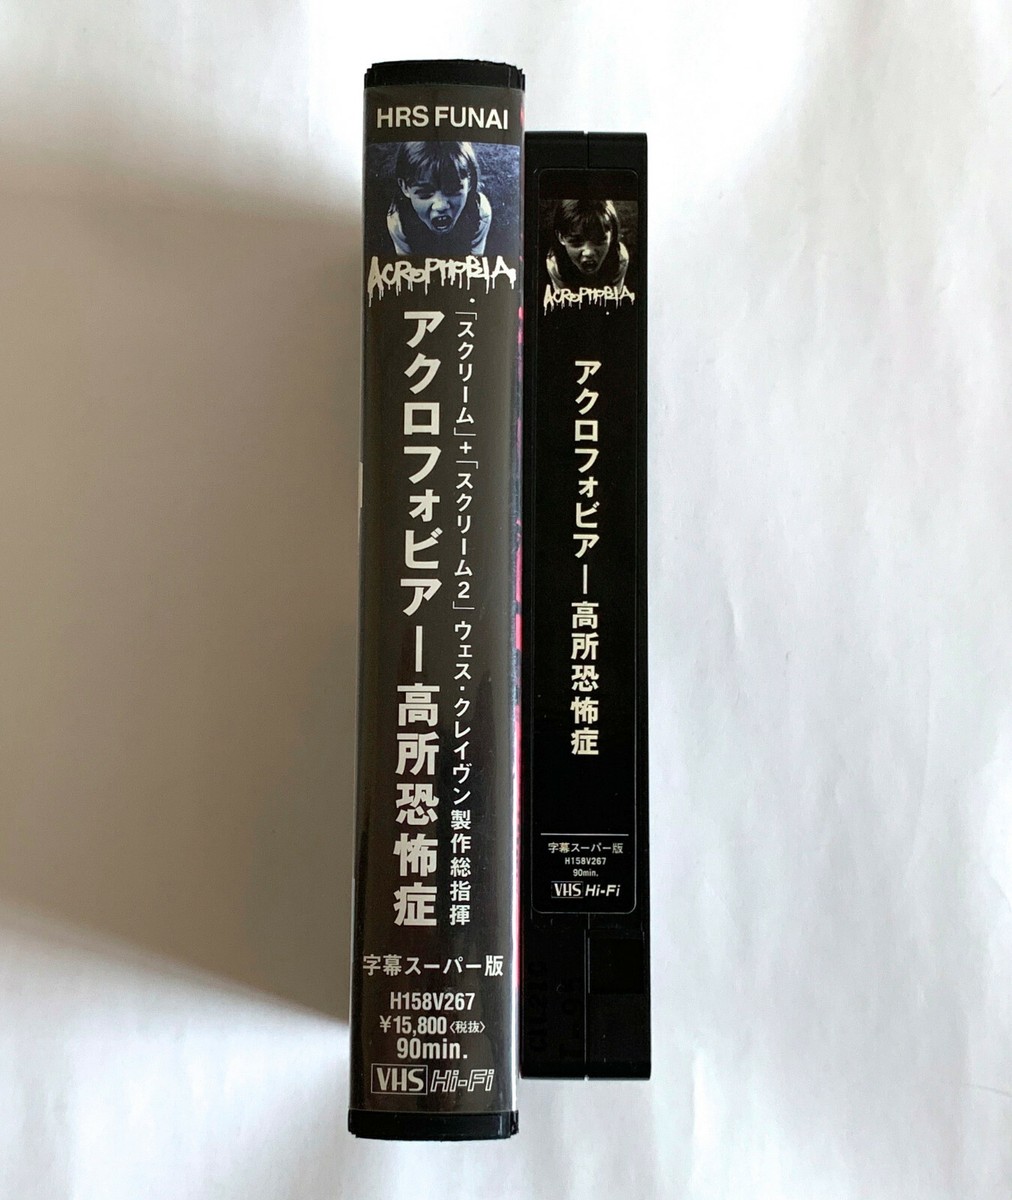 HRS FUNAI
ACROPHOBIA
「スクリーム」+「スクリーム2」ウェス・クレイヴン製作総指揮
アクロフォビアー高所恐怖症
字幕スーパー版
H158V267
¥15,800〈税抜〉
90min.
VHS Hi-Fi
ACROPHOBIA
アクロフォビアー高所恐怖症
字幕スーパー版
H158V267
90min.
VHS Hi-Fi